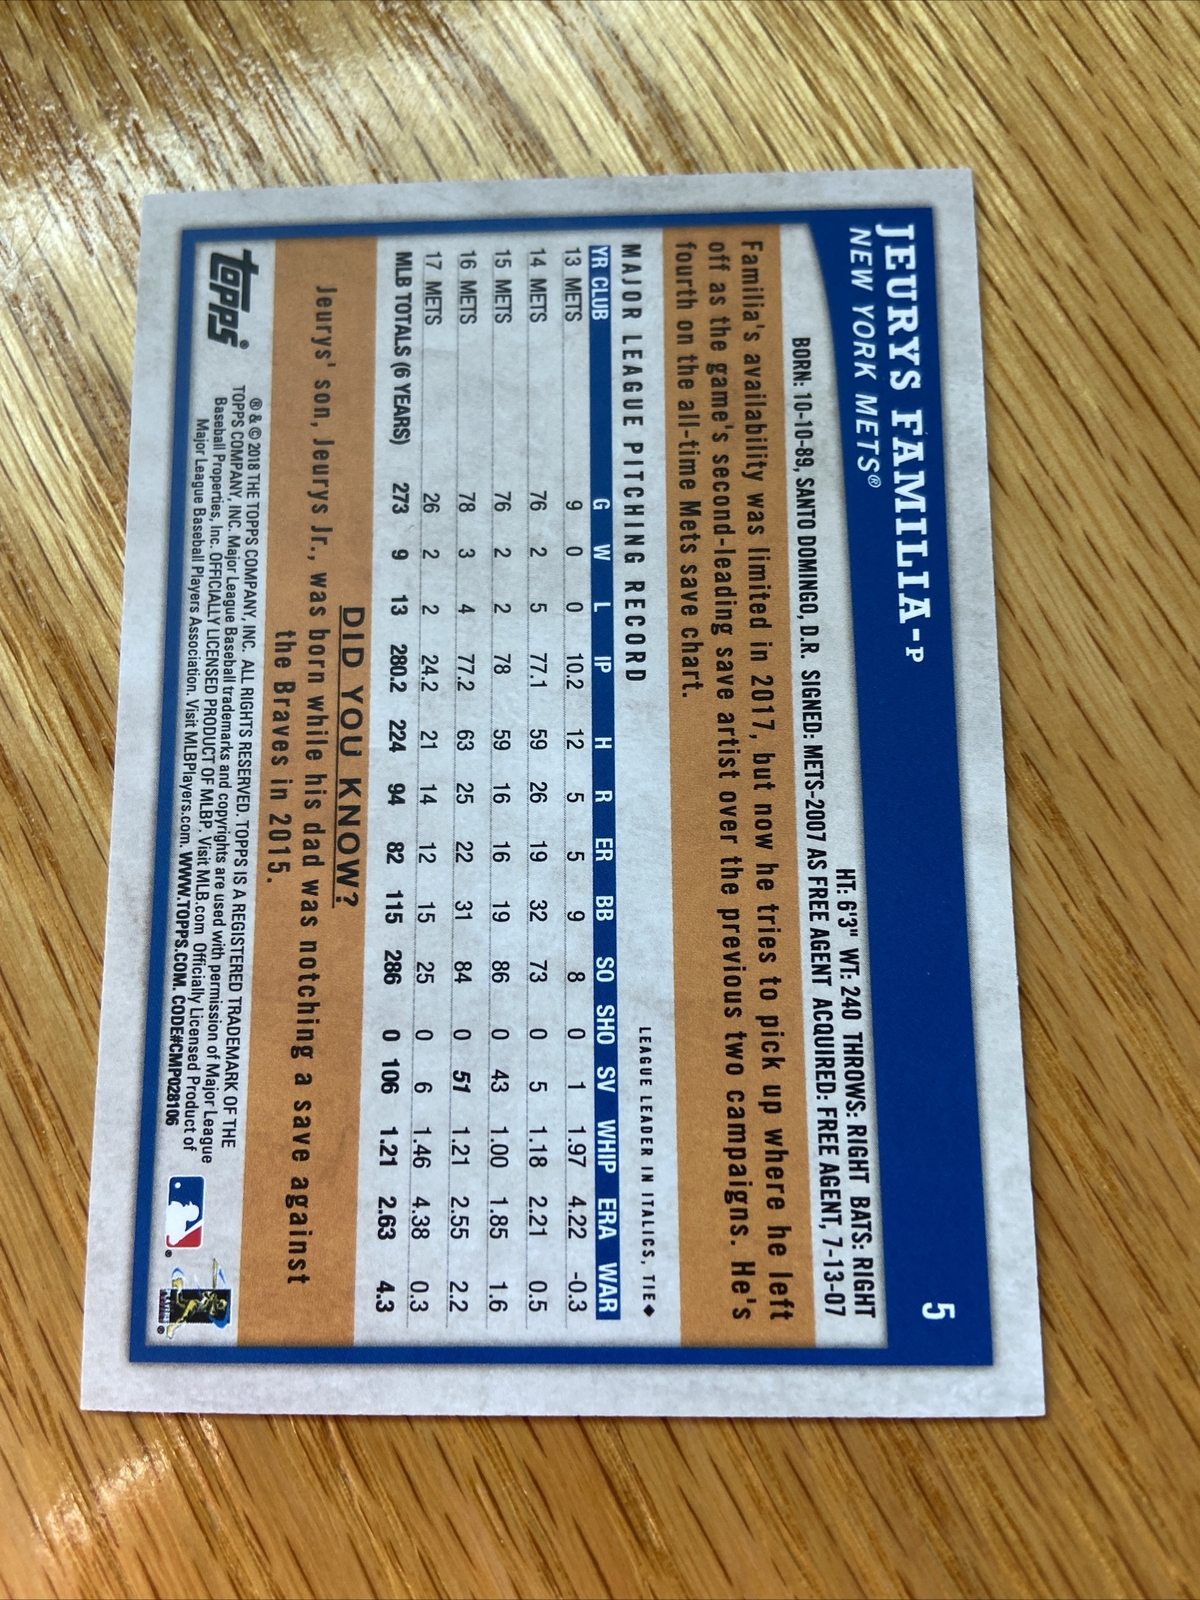 JEURYS FAMILIA-P
5
NEW YORK METS®
HT: 6'3" WT: 240 THROWS: RIGHT BATS: RIGHT
BORN: 10-10-89, SANTO DOMINGO, D.R. SIGNED: METS-2007 AS FREE AGENT ACQUIRED: FREE AGENT, 7-13-07
Familia's availability was limited in 2017, but now he tries to pick up where he left
off as the game's second-leading save artist over the previous two campaigns. He's
fourth on the all-time Mets save chart.
MAJOR LEAGUE PITCHING RECORD
LEAGUE LEADER IN ITALICS, TIE◆
YR CLUB G W L IP H R ER BB SO SHO SV WHIP ERA WAR
13 METS 9 0 0 10.2 12 5 5 9 8 0 1 1.97 4.22 -0.3
14 METS 76 2 5 77.1 59 26 19 32 73 0 5 1.18 2.21 0.5
15 METS 76 2 2 78 59 16 16 19 86 0 43 1.00 1.85 1.6
16 METS 78 3 4 77.2 63 25 22 31 84 0 51 1.21 2.55 2.2
17 METS 26 2 2 24.2 21 14 12 15 25 0 6 1.46 4.38 0.3
MLB TOTALS (6 YEARS) 273 9 13 280.2 224 94 82 115 286 0 106 1.21 2.63 4.3
DID YOU KNOW?
Jeurys' son, Jeurys Jr., was born while his dad was notching a save against
the Braves in 2015.
topps®
® & © 2018 THE TOPPS COMPANY, INC. ALL RIGHTS RESERVED. TOPPS IS A REGISTERED TRADEMARK OF THE
TOPPS COMPANY, INC. Major League Baseball trademarks and copyrights are used with permission of Major League
Baseball Properties, Inc. OFFICIALLY LICENSED PRODUCT OF MLBP. Visit MLB.com Officially Licensed Product of
Major League Baseball Players Association. Visit MLBPlayers.com. WWW.TOPPS.COM. CODE#CMP028106
PLAYERS